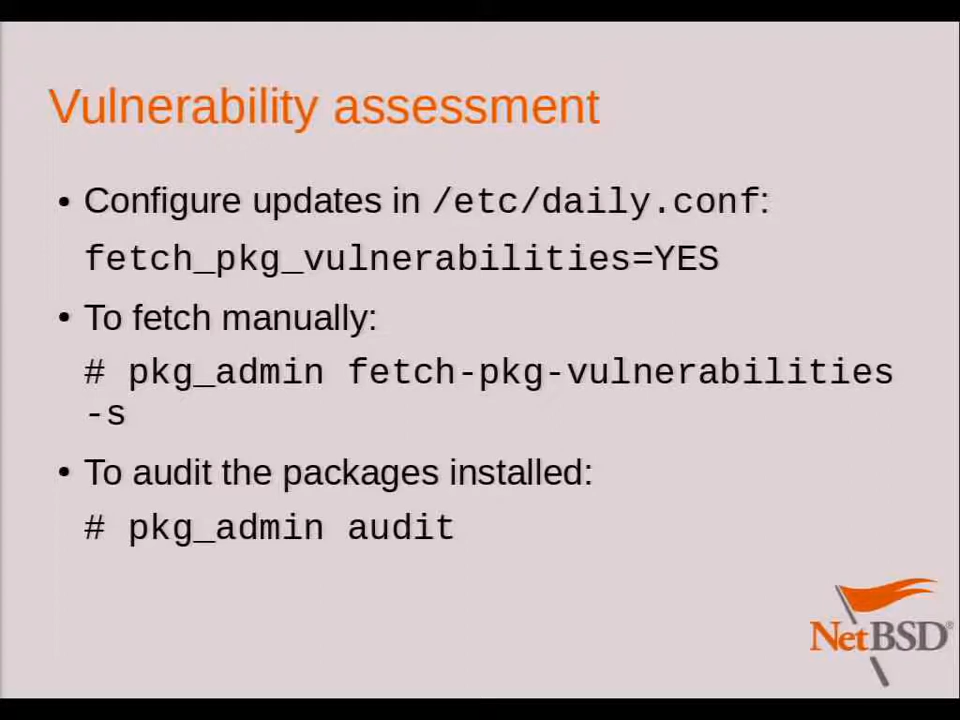 Vulnerability assessment
• Configure updates in /etc/daily.conf:
fetch_pkg_vulnerabilities=YES
• To fetch manually:
# pkg_admin fetch-pkg-vulnerabilities
-s
• To audit the packages installed:
# pkg_admin audit
NetBSD®